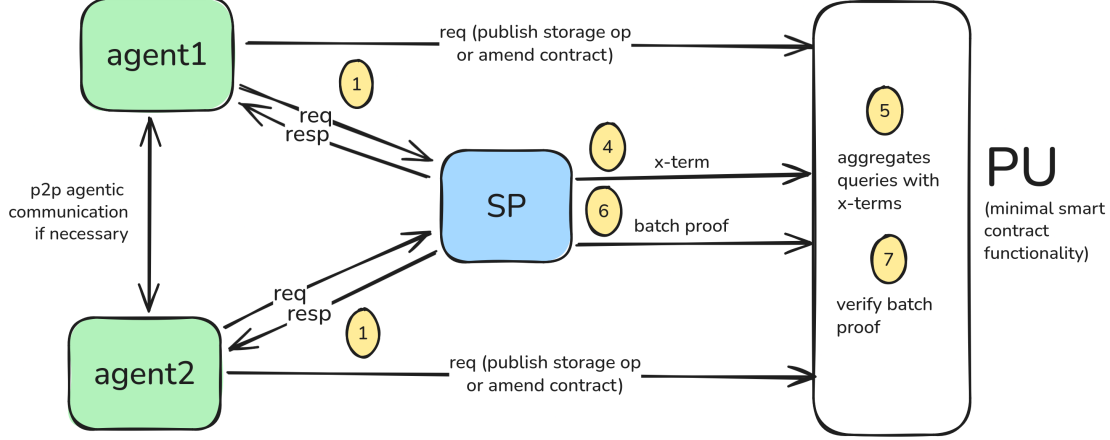 agent1
req (publish storage op
or amend contract)
1
req
resp
p2p agentic
communication
if necessary
SP
4
x-term
6
batch proof
5
aggregates
queries with
x-terms
7
verify batch
proof
PU
(minimal smart
contract
functionality)
req
resp
1
agent2
req (publish storage op
or amend contract)